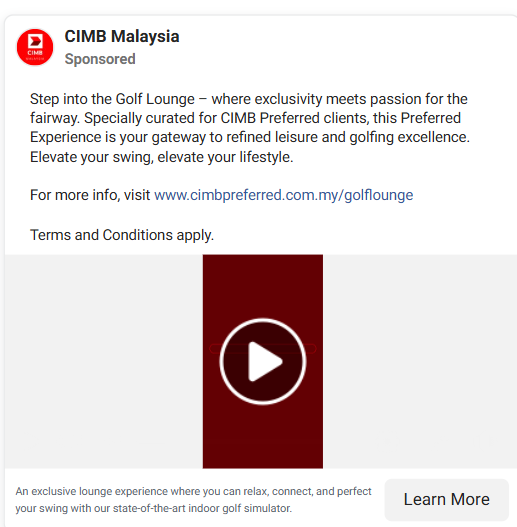 CIMB Malaysia
Sponsored
CIMB
Step into the Golf Lounge – where exclusivity meets passion for the
fairway. Specially curated for CIMB Preferred clients, this Preferred
Experience is your gateway to refined leisure and golfing excellence.
Elevate your swing, elevate your lifestyle.
For more info, visit www.cimbpreferred.com.my/golflounge
Terms and Conditions apply.
An exclusive lounge experience where you can relax, connect, and perfect
your swing with our state-of-the-art indoor golf simulator.
Learn More